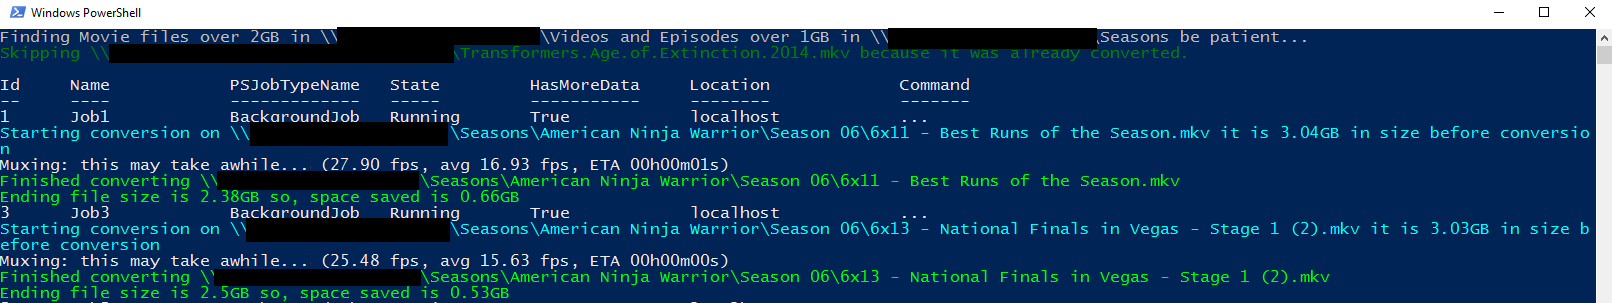 Windows PowerShell
Finding Movie files over 2GB in \\ \Videos and Episodes over 1GB in \\ \Seasons be patient...
Skipping \\ \Transformers.Age.of.Extinction.2014.mkv because it was already converted.
Id Name PSJobTypeName State HasMoreData Location Command
-- ---- ------------- ----- ----------- -------- -------
1 Job1 BackgroundJob Running True localhost ...
Starting conversion on \\ \Seasons\American Ninja Warrior\Season 06\6x11 - Best Runs of the Season.mkv it is 3.04GB in size before conversio
n
Muxing: this may take awhile... (27.90 fps, avg 16.93 fps, ETA 00h00m01s)
Finished converting \\ \Seasons\American Ninja Warrior\Season 06\6x11 - Best Runs of the Season.mkv
Ending file size is 2.38GB so, space saved is 0.66GB
3 Job3 BackgroundJob Running True localhost ...
Starting conversion on \\ \Seasons\American Ninja Warrior\Season 06\6x13 - National Finals in Vegas - Stage 1 (2).mkv it is 3.03GB in size b
efore conversion
Muxing: this may take awhile... (25.48 fps, avg 15.63 fps, ETA 00h00m00s)
Finished converting \\ \Seasons\American Ninja Warrior\Season 06\6x13 - National Finals in Vegas - Stage 1 (2).mkv
Ending file size is 2.5GB so, space saved is 0.53GB